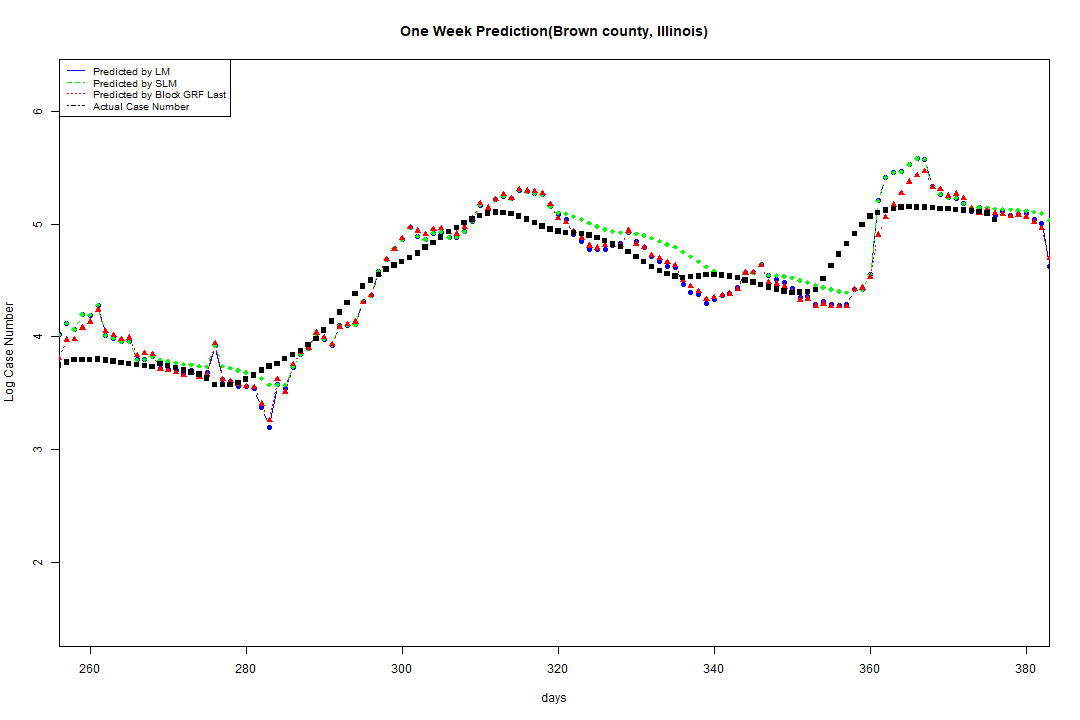 One Week Prediction(Brown county, Illinois)
Predicted by LM
Predicted by SLM
Predicted by Block GRF Last
Actual Case Number
6
5
4
3
2
Log Case Number
260 280 300 320 340 360 380
days